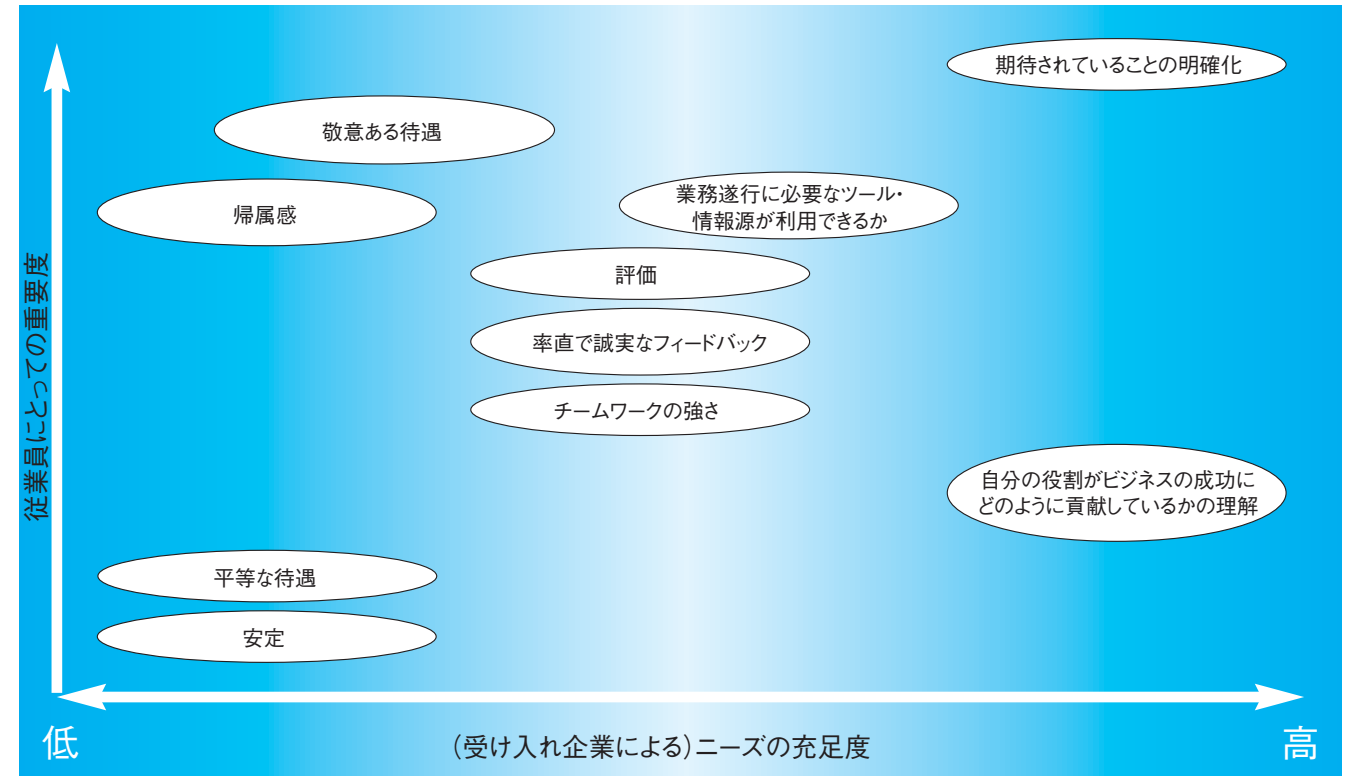 期待されていることの明確化
敬意ある待遇
業務遂行に必要なツール・
情報源が利用できるか
帰属感
評価
率直で誠実なフィードバック
チームワークの強さ
自分の役割がビジネスの成功に
どのように貢献しているかの理解
平等な待遇
安定
従業員にとっての重要度
低
（受け入れ企業による）ニーズの充足度
高